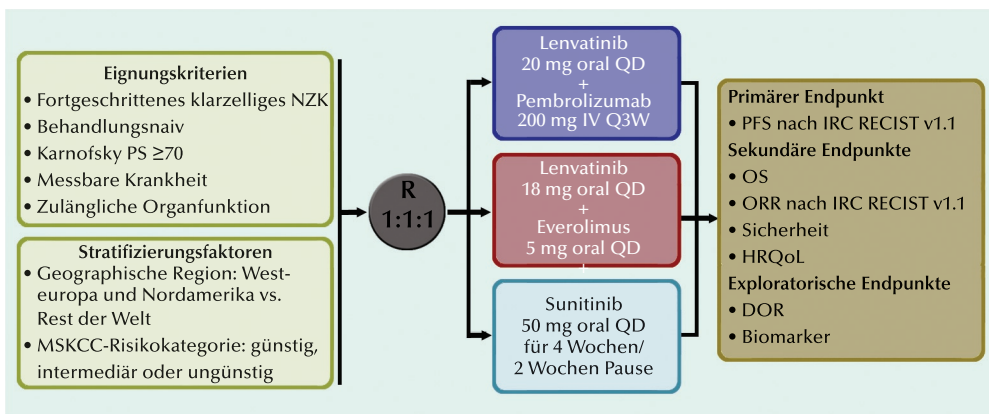 Eignungskriterien
• Fortgeschrittenes klarzelliges NZK
• Behandlungsnaiv
• Karnofsky PS ≥70
• Messbare Krankheit
• Zulängliche Organfunktion
Stratifizierungsfaktoren
• Geographische Region: West-
europa und Nordamerika vs.
Rest der Welt
• MSKCC-Risikokategorie: günstig,
intermediär oder ungünstig
R
1:1:1
Lenvatinib
20 mg oral QD
+
Pembrolizumab
200 mg IV Q3W
Lenvatinib
18 mg oral QD
+
Everolimus
5 mg oral QD
+
Sunitinib
50 mg oral QD
für 4 Wochen/
2 Wochen Pause
Primärer Endpunkt
• PFS nach IRC RECIST v1.1
Sekundäre Endpunkte
• OS
• ORR nach IRC RECIST v1.1
• Sicherheit
• HRQoL
Exploratorische Endpunkte
• DOR
• Biomarker